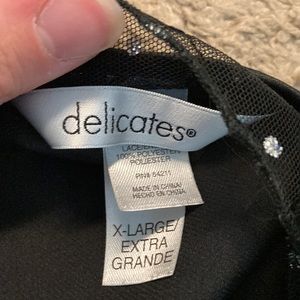 delicates®
100% POLYESTER
POLIESTER
RN# 54211
MADE IN CHINA/
HECHO EN CHINA
X-LARGE/
EXTRA
GRANDE